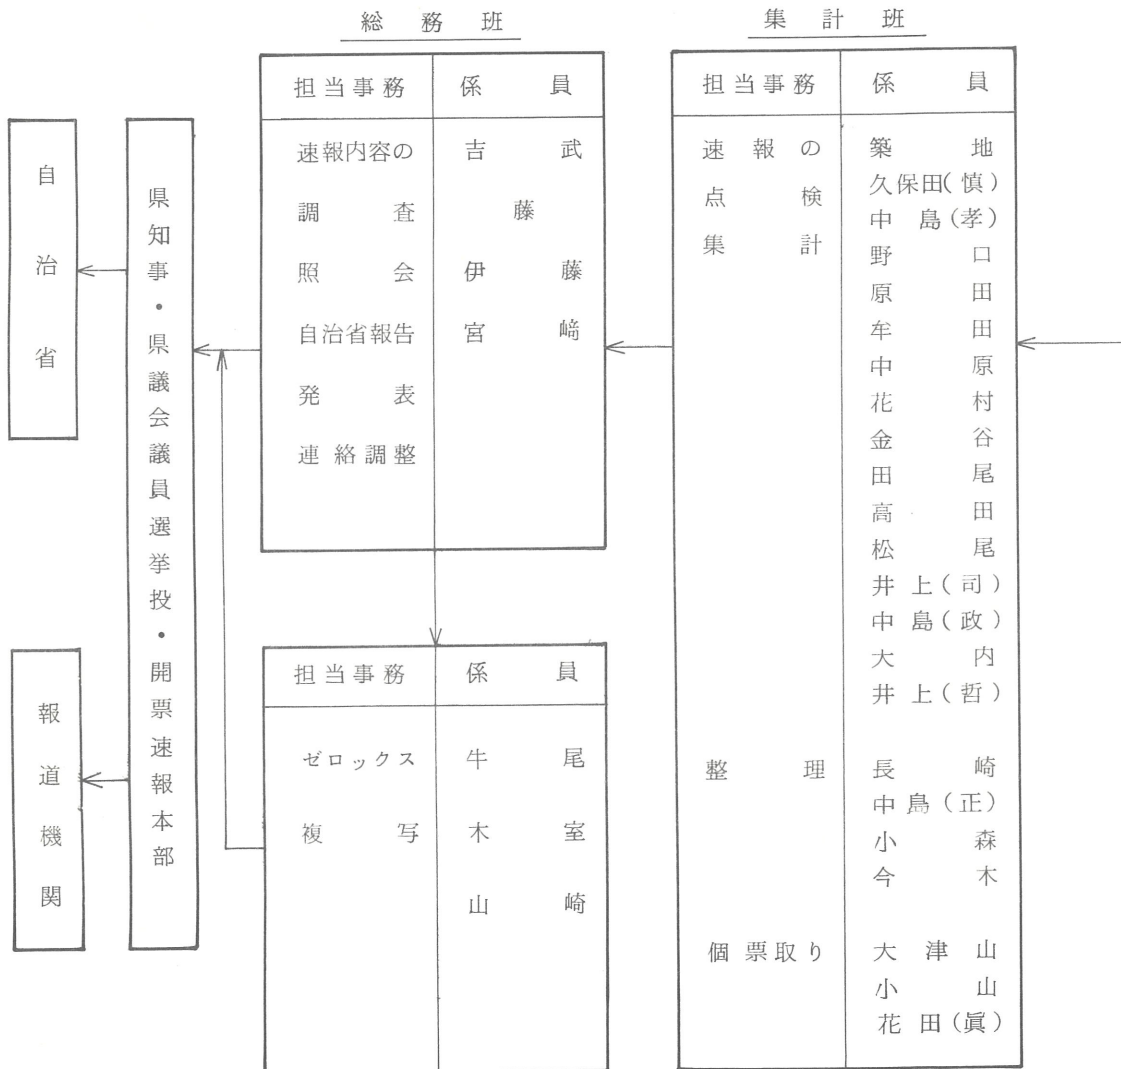 総務班
担当事務 係員
速報内容の 吉武
調査 藤
照会 伊藤
自治省報告 宮﨑
発表
連絡調整
担当事務 係員
ゼロックス 牛尾
複写 木室
山崎
集計班
担当事務 係員
速報の 築地
点検 久保田(慎)
中島(孝)
集計 野口
原田
牟田
中原
花村
金谷
田尾
高田
松尾
井上(司)
中島(政)
大内
井上(哲)
整理 長崎
中島(正)
小森
今木
個票取り 大津山
小山
花田(眞)
県知事・県議会議員選挙投・開票速報本部
自治省
報道機関